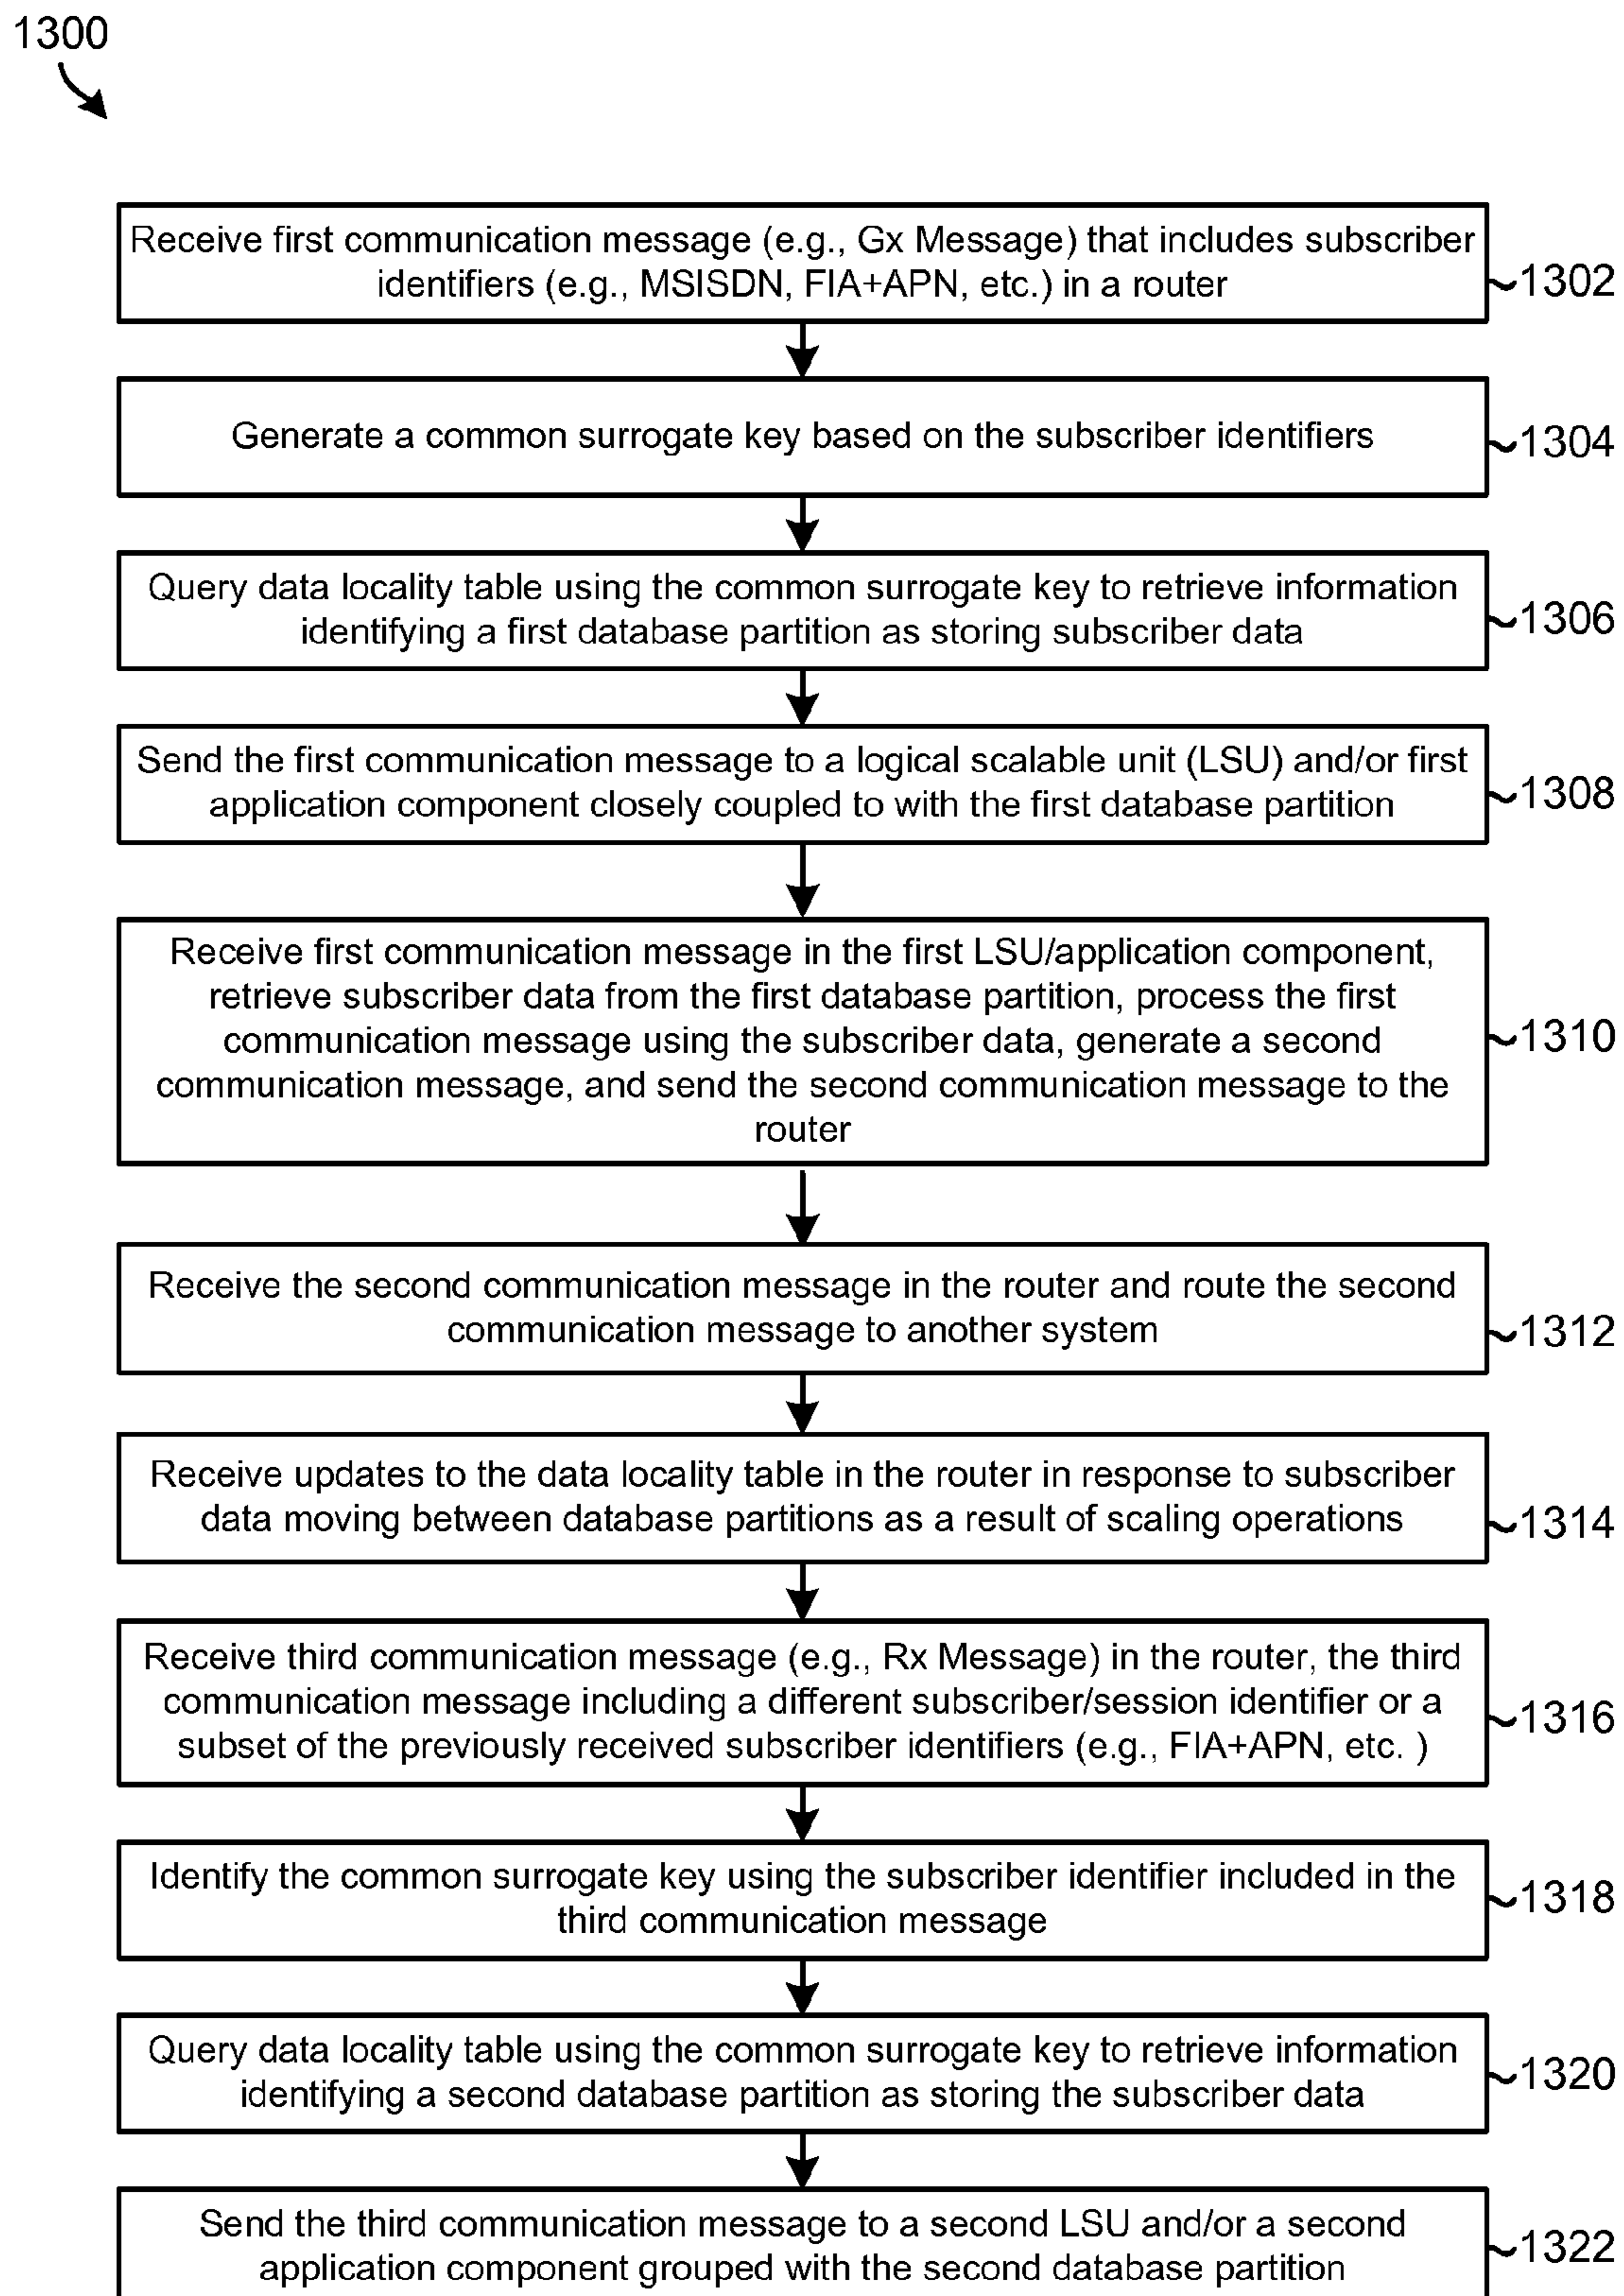 1300
Receive first communication message (e.g., Gx Message) that includes subscriber
identifiers (e.g., MSISDN, FIA+APN, etc.) in a router
1302
Generate a common surrogate key based on the subscriber identifiers
1304
Query data locality table using the common surrogate key to retrieve information
identifying a first database partition as storing subscriber data
1306
Send the first communication message to a logical scalable unit (LSU) and/or first
application component closely coupled to with the first database partition
1308
Receive first communication message in the first LSU/application component,
retrieve subscriber data from the first database partition, process the first
communication message using the subscriber data, generate a second
communication message, and send the second communication message to the
router
1310
Receive the second communication message in the router and route the second
communication message to another system
1312
Receive updates to the data locality table in the router in response to subscriber
data moving between database partitions as a result of scaling operations
1314
Receive third communication message (e.g., Rx Message) in the router, the third
communication message including a different subscriber/session identifier or a
subset of the previously received subscriber identifiers (e.g., FIA+APN, etc. )
1316
Identify the common surrogate key using the subscriber identifier included in the
third communication message
1318
Query data locality table using the common surrogate key to retrieve information
identifying a second database partition as storing the subscriber data
1320
Send the third communication message to a second LSU and/or a second
application component grouped with the second database partition
1322